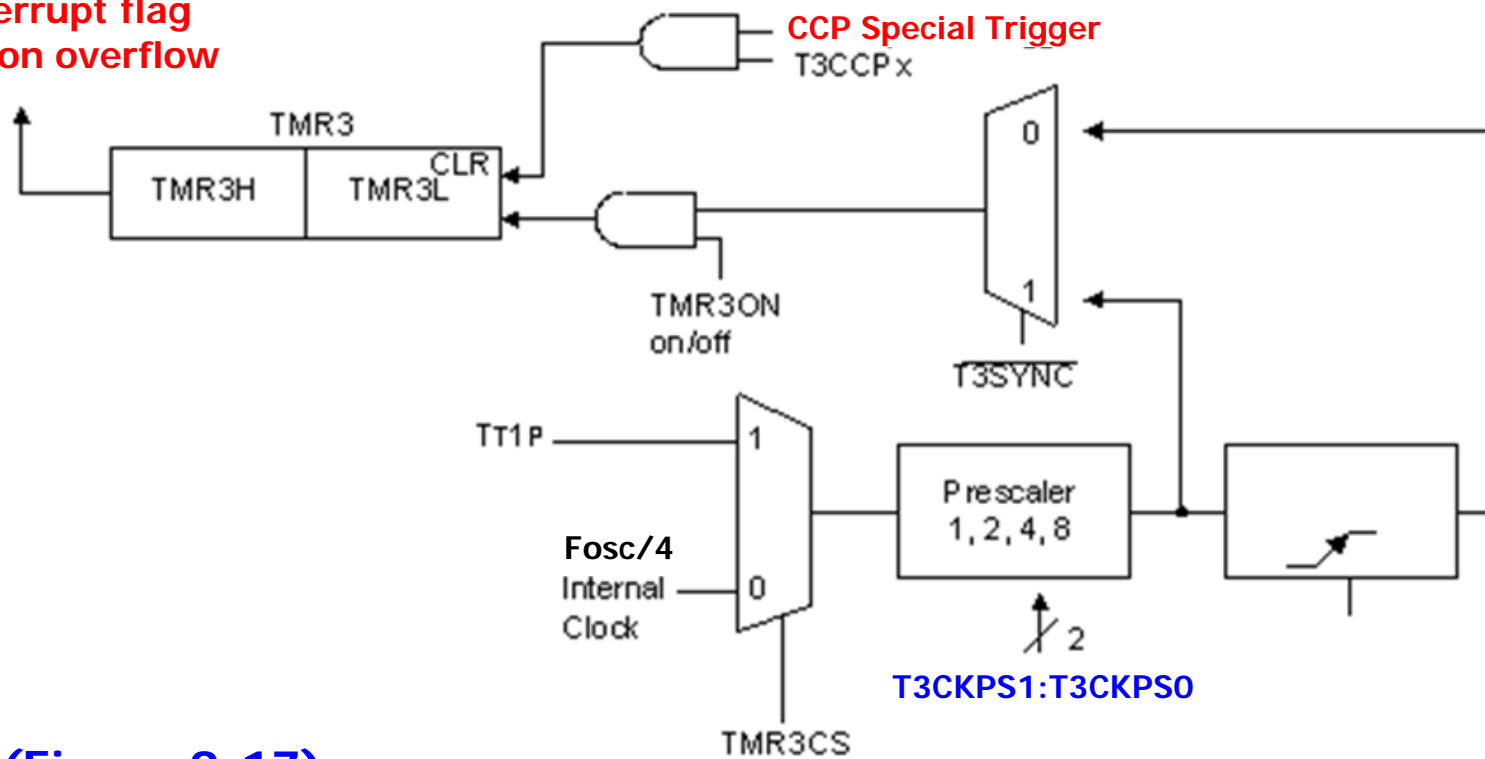 flag
on overflow
CCP Special Trigger
T3CCPx
TMR3
CLR
TMR3H
TMR3L
0
1
TMR3ON
on/off
T3SYNC
TT1P
1
Prescaler
1, 2, 4, 8
Fosc/4
Internal
0
Clock
2
T3CKPS1:T3CKPS0
TMR3CS